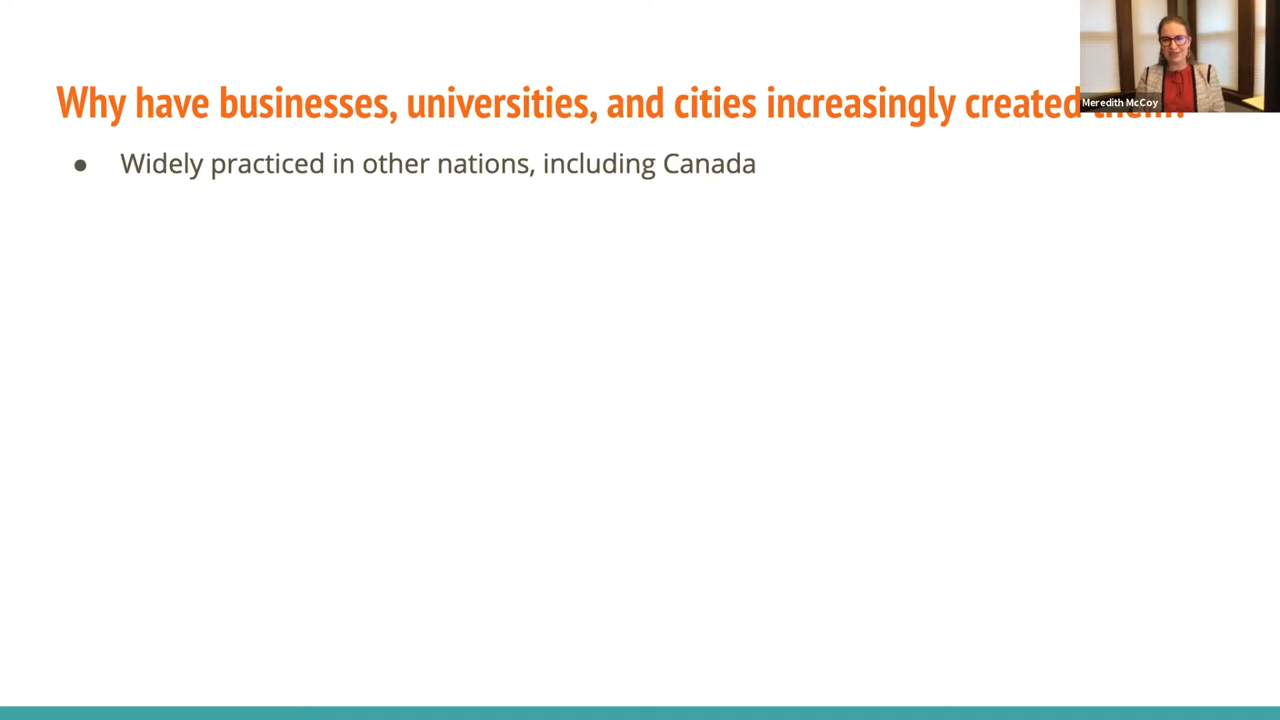 Why have businesses, universities, and cities increasingly created
Meredith McCoy
● Widely practiced in other nations, including Canada